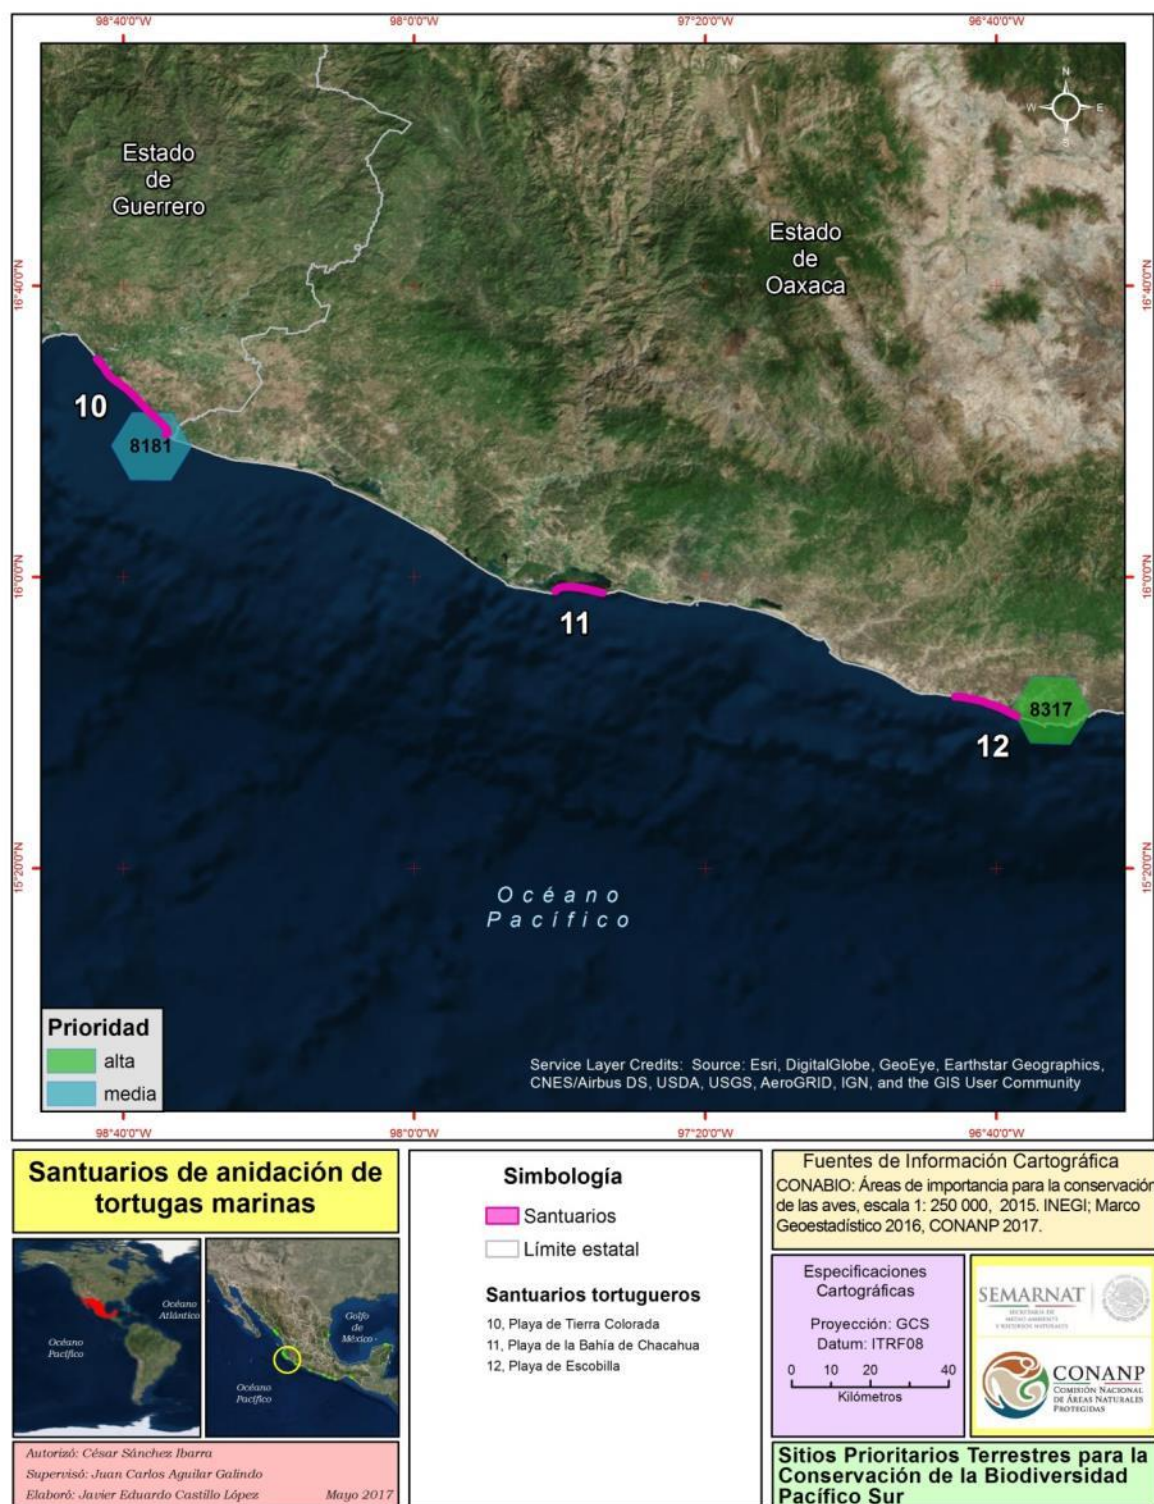 98°40'0"W
98°0'0"W
97°20'0"W
96°40'0"W
N
W
E
S
Estado
de
Guerrero
Estado
de
Oaxaca
16°40'0"N
16°40'0"N
10
8181
16°0'0"N
16°0'0"N
11
8317
12
15°20'0"N
15°20'0"N
Océano
Pacífico
Prioridad
alta
media
Service Layer Credits: Source: Esri, DigitalGlobe, GeoEye, Earthstar Geographics,
CNES/Airbus DS, USDA, USGS, AeroGRID, IGN, and the GIS User Community
98°40'0"W
98°0'0"W
97°20'0"W
96°40'0"W
Santuarios de anidación de
tortugas marinas
Océano
Atlántico
Océano
Pacífico
Golfo
de
México
Océano
Pacífico
Autorizó: César Sánchez Ibarra
Supervisó: Juan Carlos Aguilar Galindo
Elaboró: Javier Eduardo Castillo López
Mayo 2017
Simbología
Santuarios
Límite estatal
Santuarios tortugueros
10, Playa de Tierra Colorada
11, Playa de la Bahía de Chacahua
12, Playa de Escobilla
Fuentes de Información Cartográfica
CONABIO: Áreas de importancia para la conservación
de las aves, escala 1: 250 000, 2015. INEGI; Marco
Geoestadístico 2016, CONANP 2017.
Especificaciones
Cartográficas
Proyección: GCS
Datum: ITRF08
0 10 20 40
Kilómetros
SEMARNAT
SECRETARÍA DE
MEDIO AMBIENTE
Y RECURSOS NATURALES
CONANP
COMISIÓN NACIONAL
DE ÁREAS NATURALES
PROTEGIDAS
Sitios Prioritarios Terrestres para la
Conservación de la Biodiversidad
Pacífico Sur